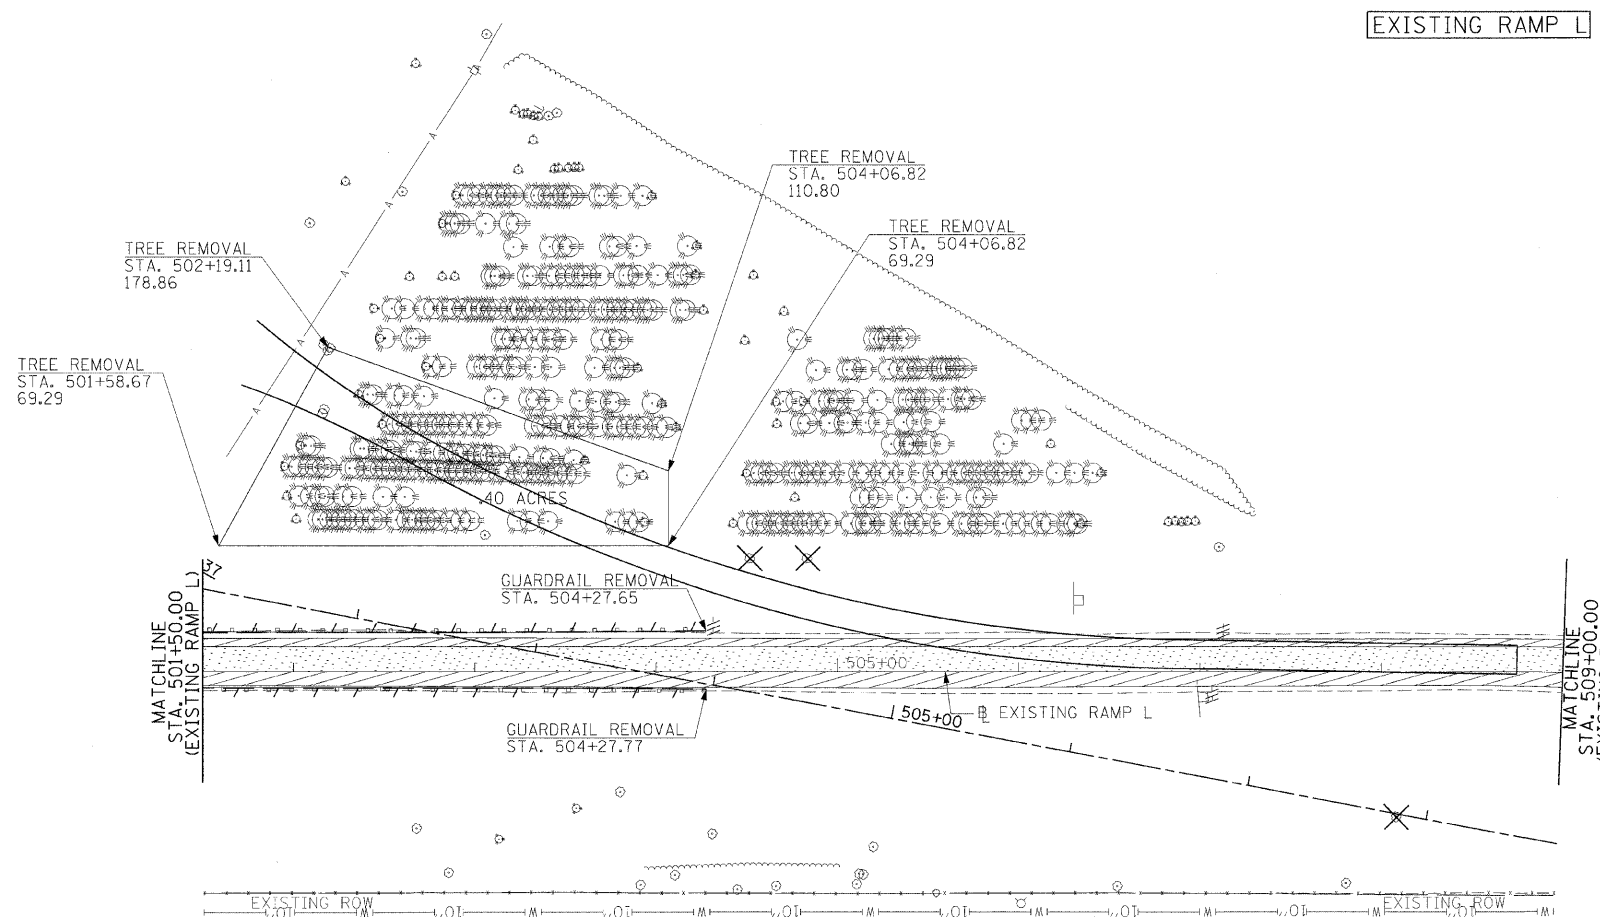 EXISTING RAMP L
TREE REMOVAL
STA. 504+06.82
110.80
TREE REMOVAL
STA. 504+06.82
69.29
TREE REMOVAL
STA. 502+19.11
178.86
TREE REMOVAL
STA. 501+58.67
69.29
A
A
A
A
A
.40 ACRES
37
GUARDRAIL REMOVAL
STA. 504+27.65
MATCHLINE
STA. 501+50.00
(EXISTING RAMP L)
505+00
505+00
℄ EXISTING RAMP L
GUARDRAIL REMOVAL
STA. 504+27.77
MATCHLINE
STA. 509+00.00
EXISTING ROW
EXISTING ROW